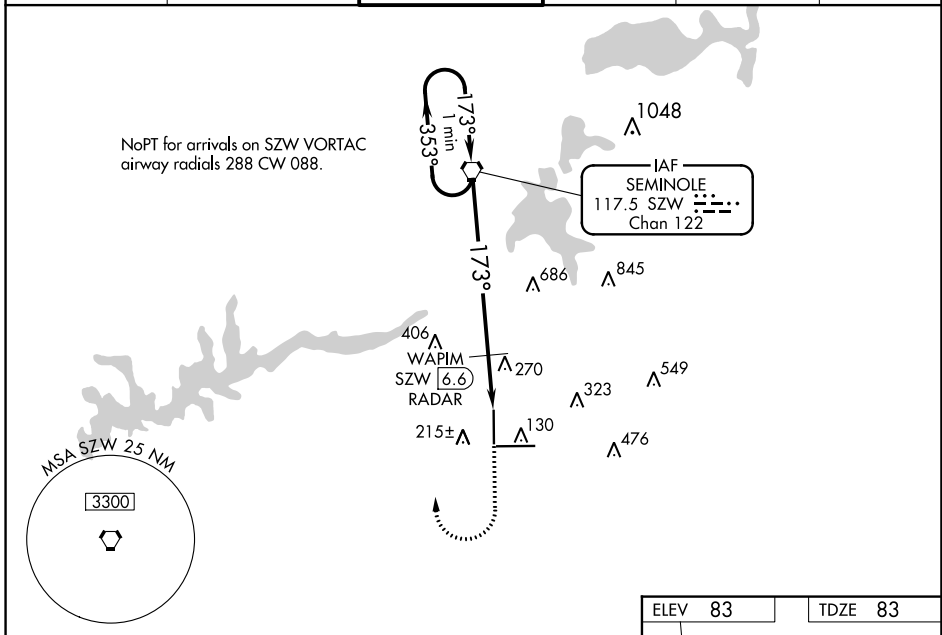 NoPT for arrivals on SZW VORTAC
airway radials 288 CW 088.
173°
1 min
353°
1048
IAF
SEMINOLE
117.5 SZW
Chan 122
173°
686
845
406
WAPIM
SZW 6.6
RADAR
270
549
323
215±
130
476
MSA SZW 25 NM
3300
ELEV 83
TDZE 83